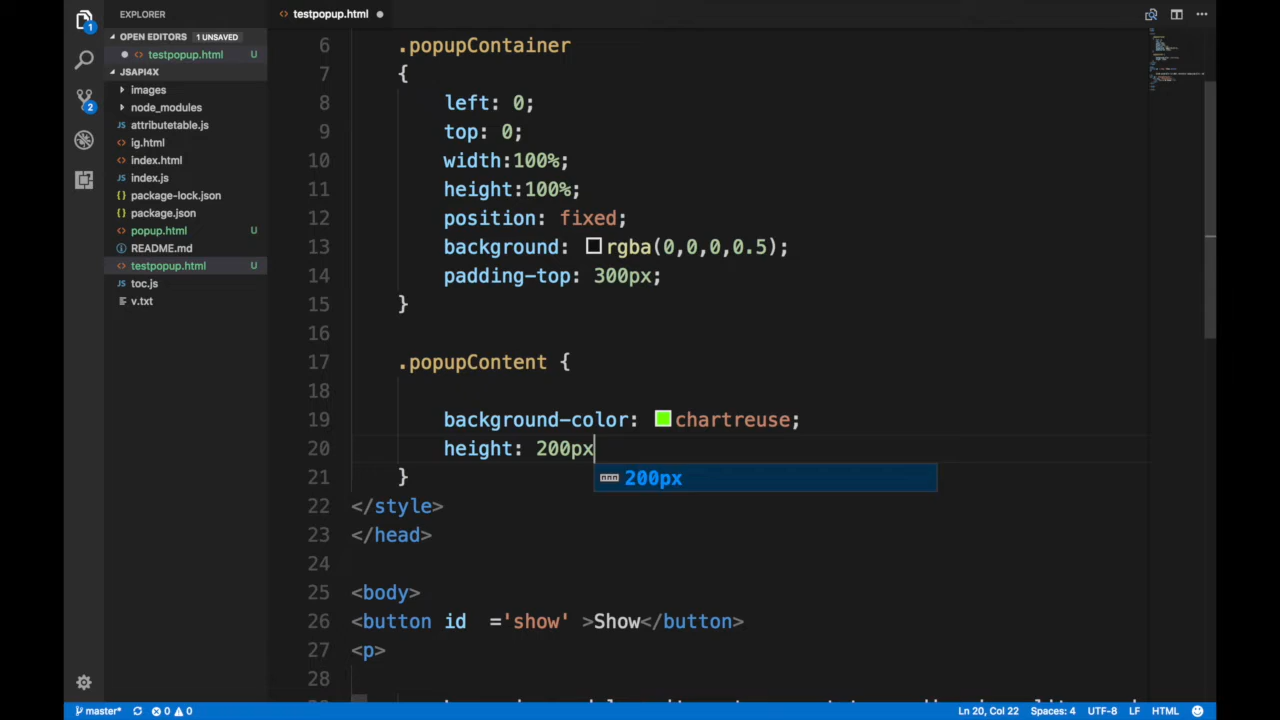 EXPLORER
OPEN EDITORS 1 UNSAVED
testpopup.html U
JSAPI4X
images
node_modules
JS attributetable.js
<> ig.html
<> index.html
JS index.js
{} package-lock.json
{} package.json
<> popup.html U
README.md
<> testpopup.html U
JS toc.js
v.txt
1
2
<> testpopup.html
6 .popupContainer
7 {
8 left: 0;
9 top: 0;
10 width:100%;
11 height:100%;
12 position: fixed;
13 background: rgba(0,0,0,0.5);
14 padding-top: 300px;
15 }
16
17 .popupContent {
18
19 background-color: chartreuse;
20 height: 200px
200px
21 }
22 </style>
23 </head>
24
25 <body>
26 <button id  ='show' >Show</button>
27 <p>
28
master* 0 0
Ln 20, Col 22 Spaces: 4 UTF-8 LF HTML